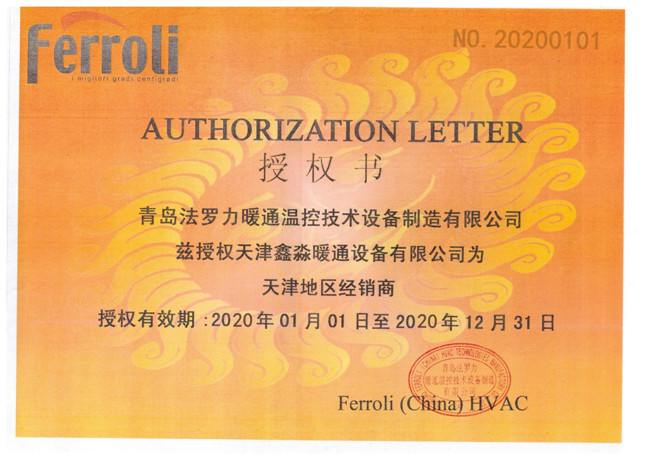 Ferroli
i migliori gradi centigradi
NO. 20200101
AUTHORIZATION LETTER
授权书
青岛法罗力暖通温控技术设备制造有限公司
兹授权天津鑫淼暖通设备有限公司为
天津地区经销商
授权有效期:2020年01月01日至2020年12月31日
青岛法罗力
暖通温控技术设备制造
有限公司
Ferroli (China) HVAC